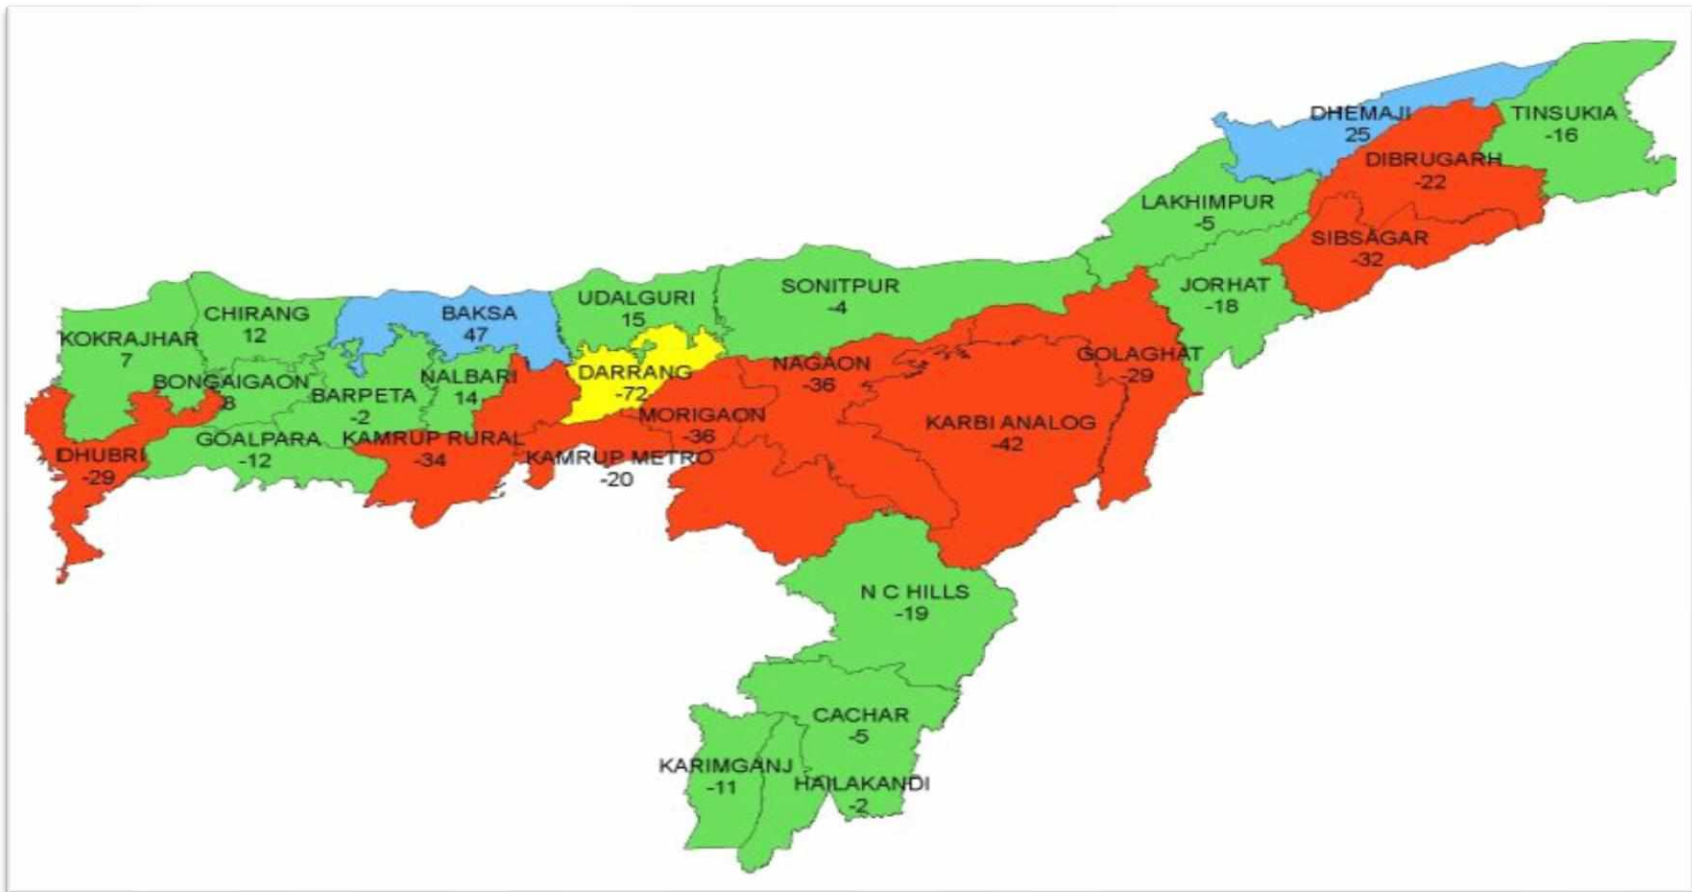 DHEMAJI
25
TINSUKIA
-16
DIBRUGARH
-22
LAKHIMPUR
-5
SIBSAGAR
-32
SONITPUR
-4
JORHAT
-18
UDALGURI
15
BAKSA
47
CHIRANG
12
KOKRAJHAR
7
GOLAGHAT
-29
NAGAON
-36
DARRANG
-72
NALBARI
14
BONGAIGAON
8
BARPETA
-2
MORIGAON
-36
KARBI ANALOG
-42
GOALPARA
-12
KAMRUP RURAL
-34
DHUBRI
-29
KAMRUP METRO
-20
N C HILLS
-19
CACHAR
-5
KARIMGANJ
-11
HAILAKANDI
-2